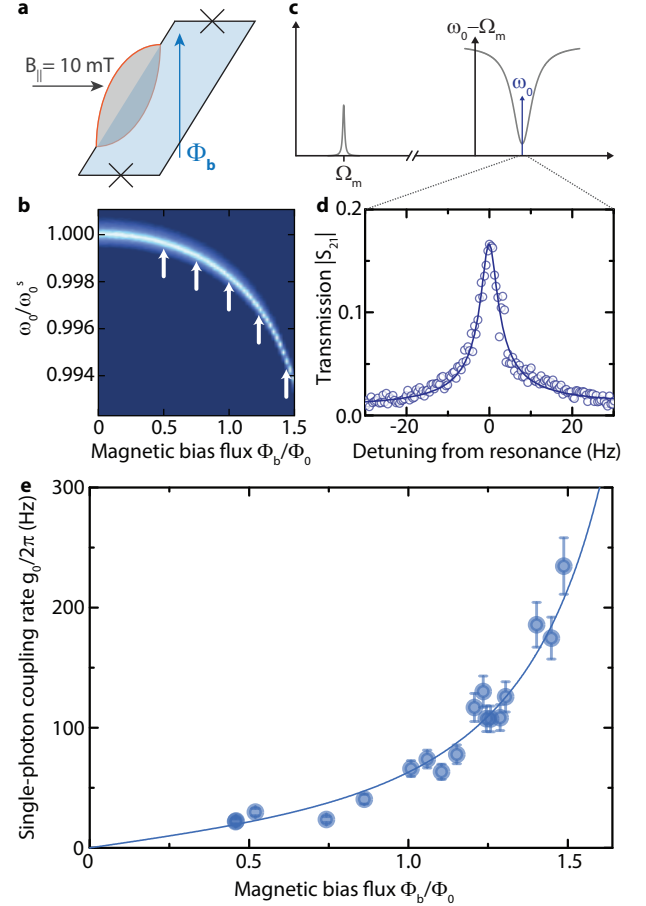 a
B|| = 10 mT
Φb
b
1.000
0.998
0.996
0.994
ω0/ω0s
0
0.5
1.0
1.5
Magnetic bias flux Φb/Φ0
c
ω0−Ωm
ω0
Ωm
d
0.2
0.1
0.0
Transmission |S21|
-20
0
20
Detuning from resonance (Hz)
e
300
200
100
0
Single-photon coupling rate g0/2π (Hz)
0
0.5
1.0
1.5
Magnetic bias flux Φb/Φ0